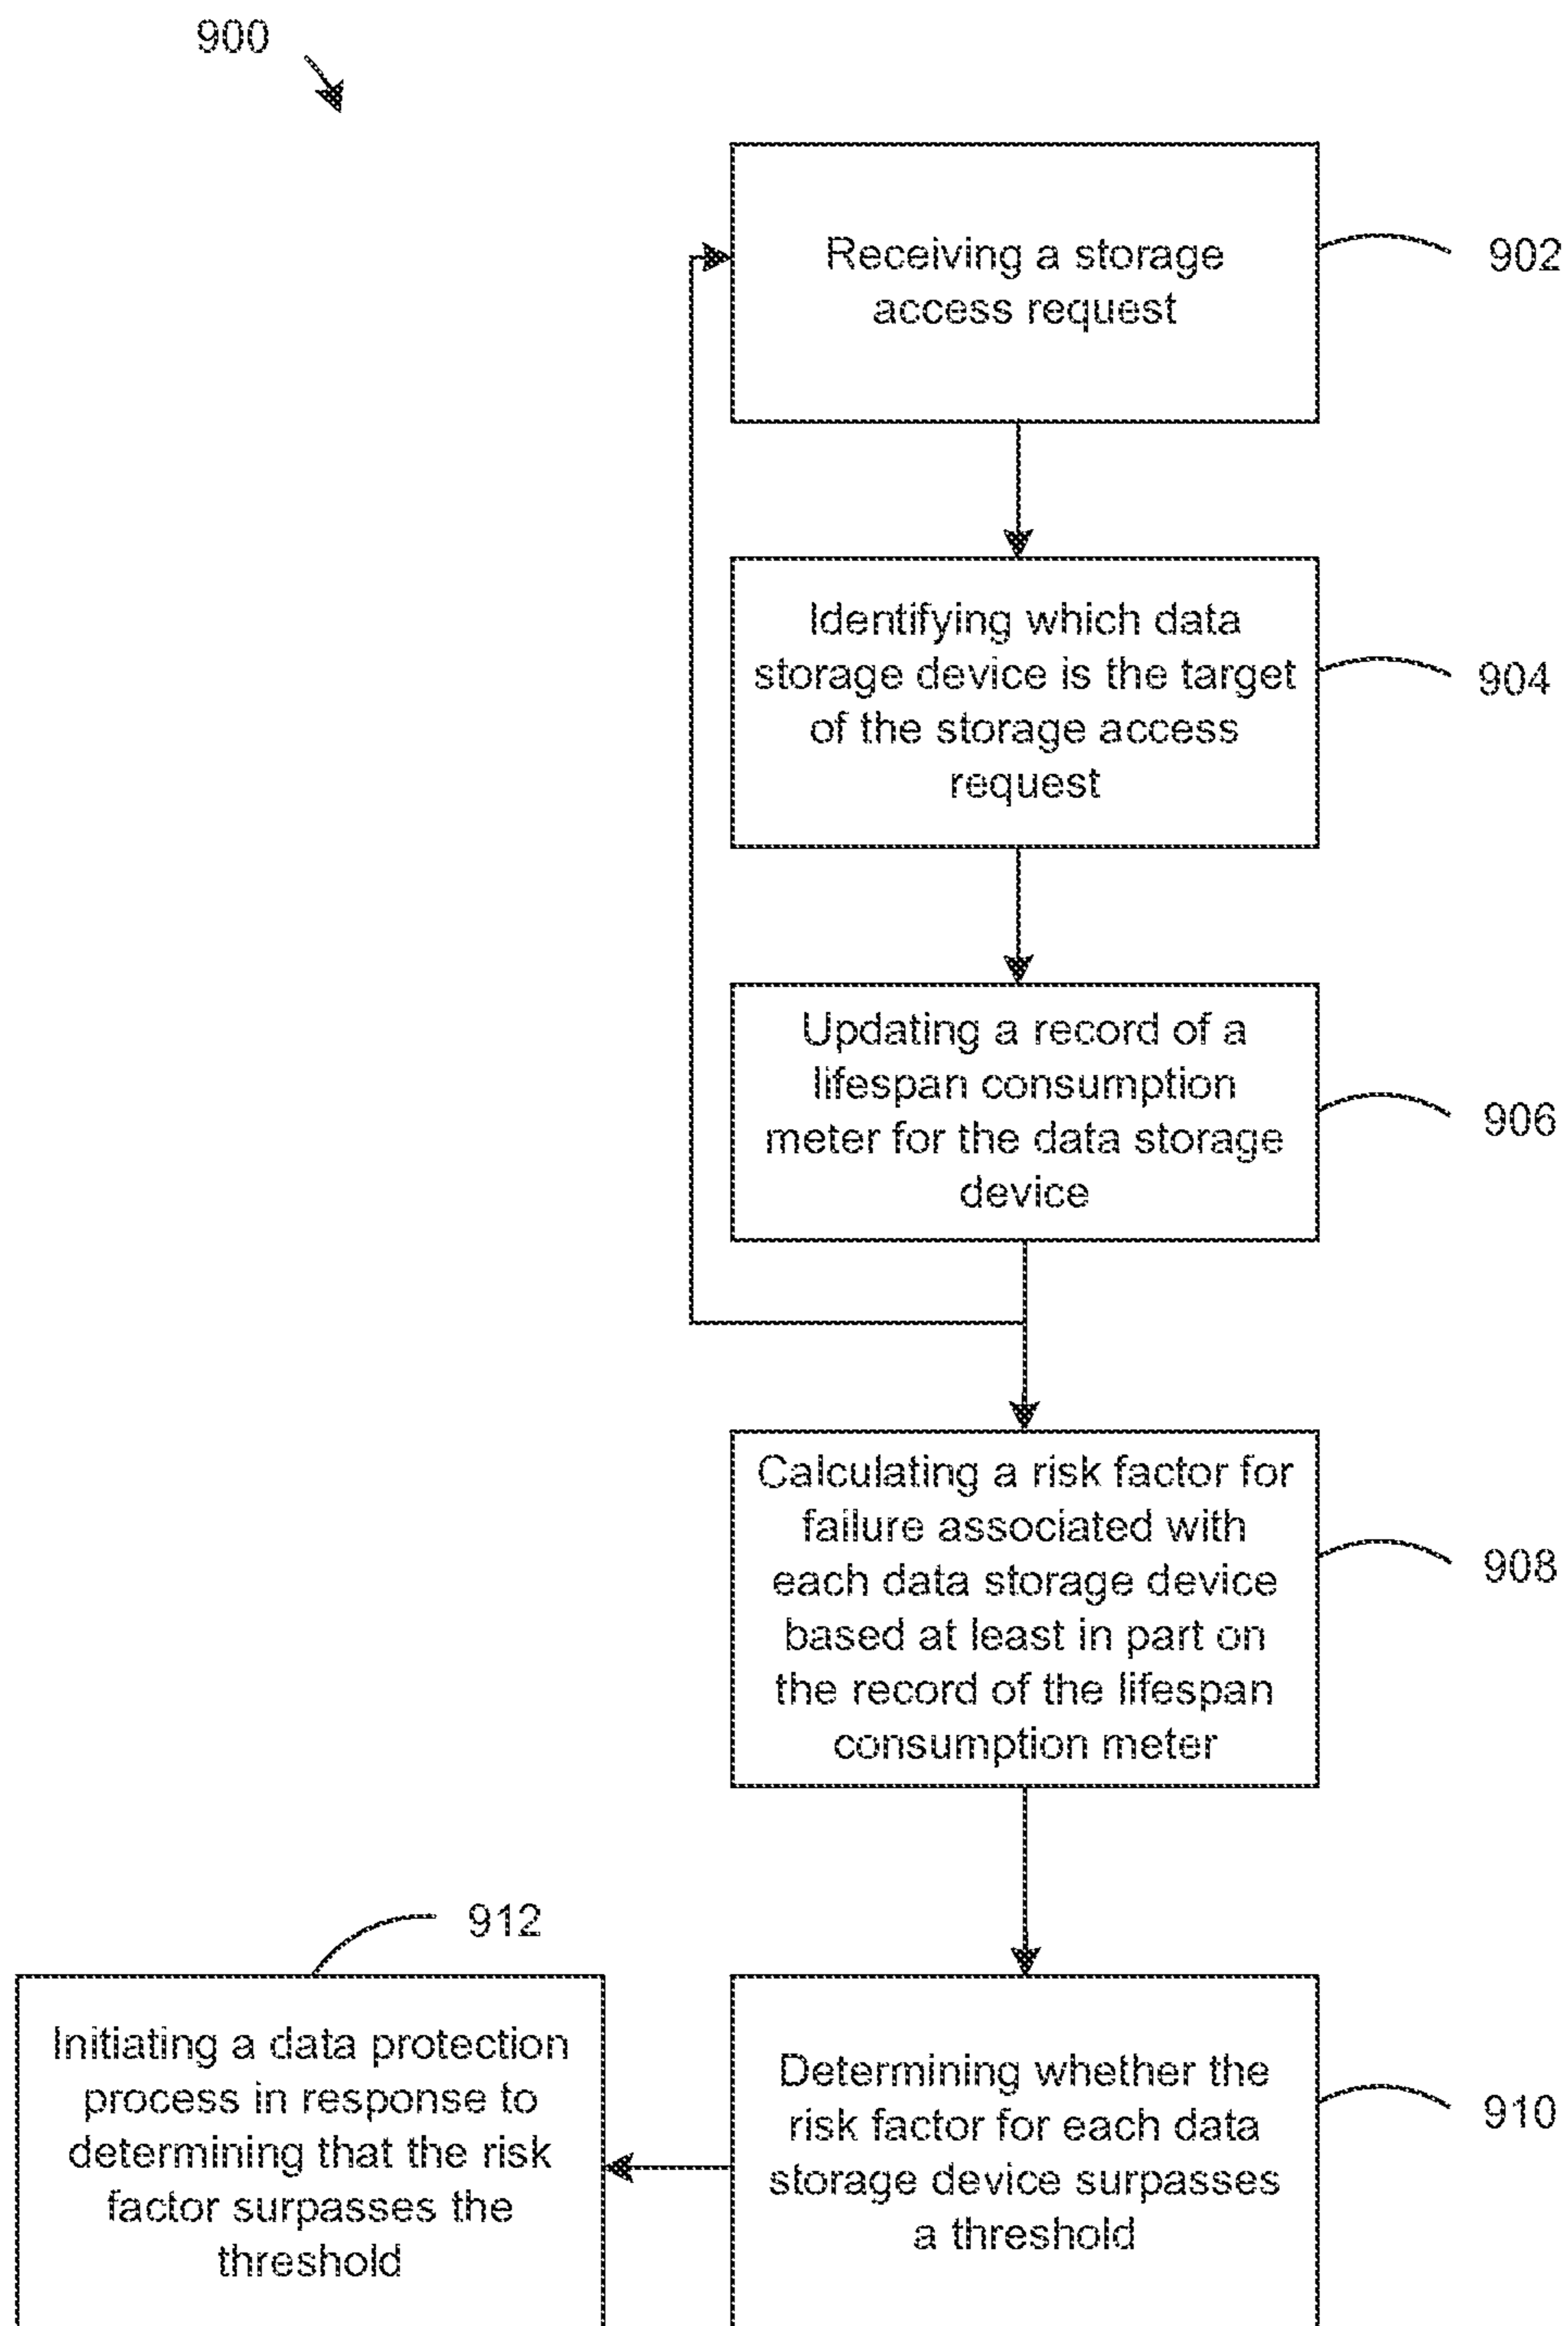 900
Receiving a storage
access request
902
Identifying which data
storage device is the target
of the storage access
request
904
Updating a record of a
lifespan consumption
meter for the data storage
device
906
Calculating a risk factor for
failure associated with
each data storage device
based at least in part on
the record of the lifespan
consumption meter
908
912
Initiating a data protection
process in response to
determining that the risk
factor surpasses the
threshold
Determining whether the
risk factor for each data
storage device surpasses
a threshold
910